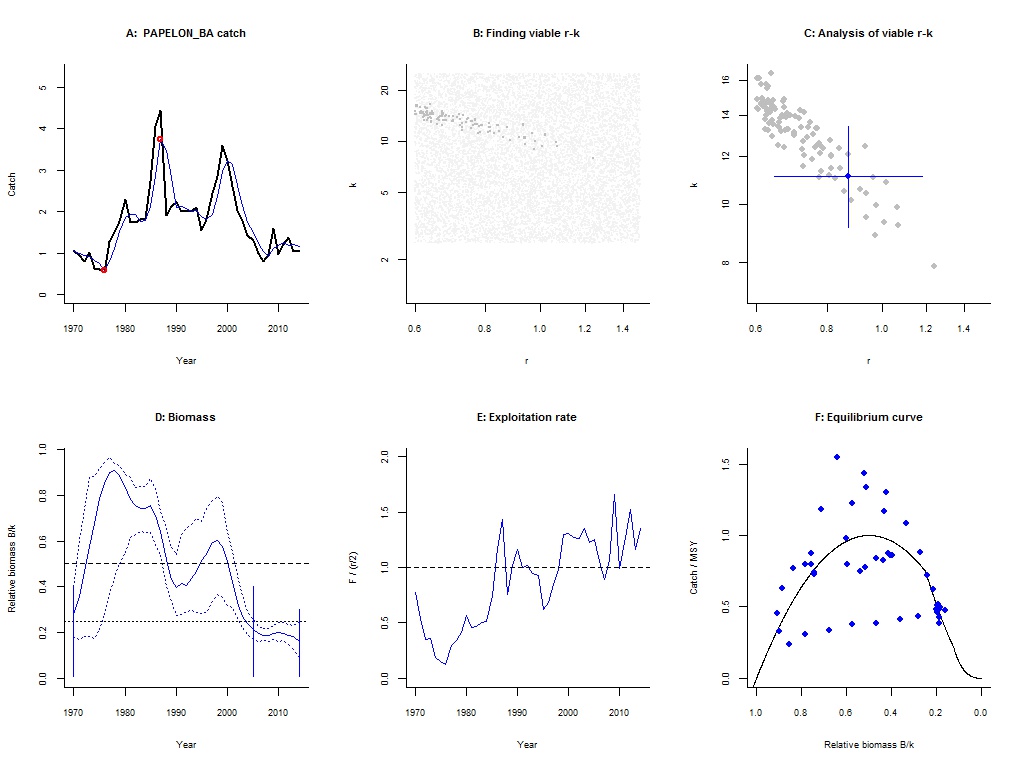 A: PAPELON_BA catch
Catch
5
4
3
2
1
0
1970 1980 1990 2000 2010
Year
B: Finding viable r-k
k
20
10
5
2
0.6 0.8 1.0 1.2 1.4
r
C: Analysis of viable r-k
k
16
14
12
10
8
0.6 0.8 1.0 1.2 1.4
r
D: Biomass
Relative biomass B/k
1.0
0.8
0.6
0.4
0.2
0.0
1970 1980 1990 2000 2010
Year
E: Exploitation rate
F / (r/2)
2.0
1.5
1.0
0.5
0.0
1970 1980 1990 2000 2010
Year
F: Equilibrium curve
Catch / MSY
1.5
1.0
0.5
0.0
1.0 0.8 0.6 0.4 0.2 0.0
Relative biomass B/k